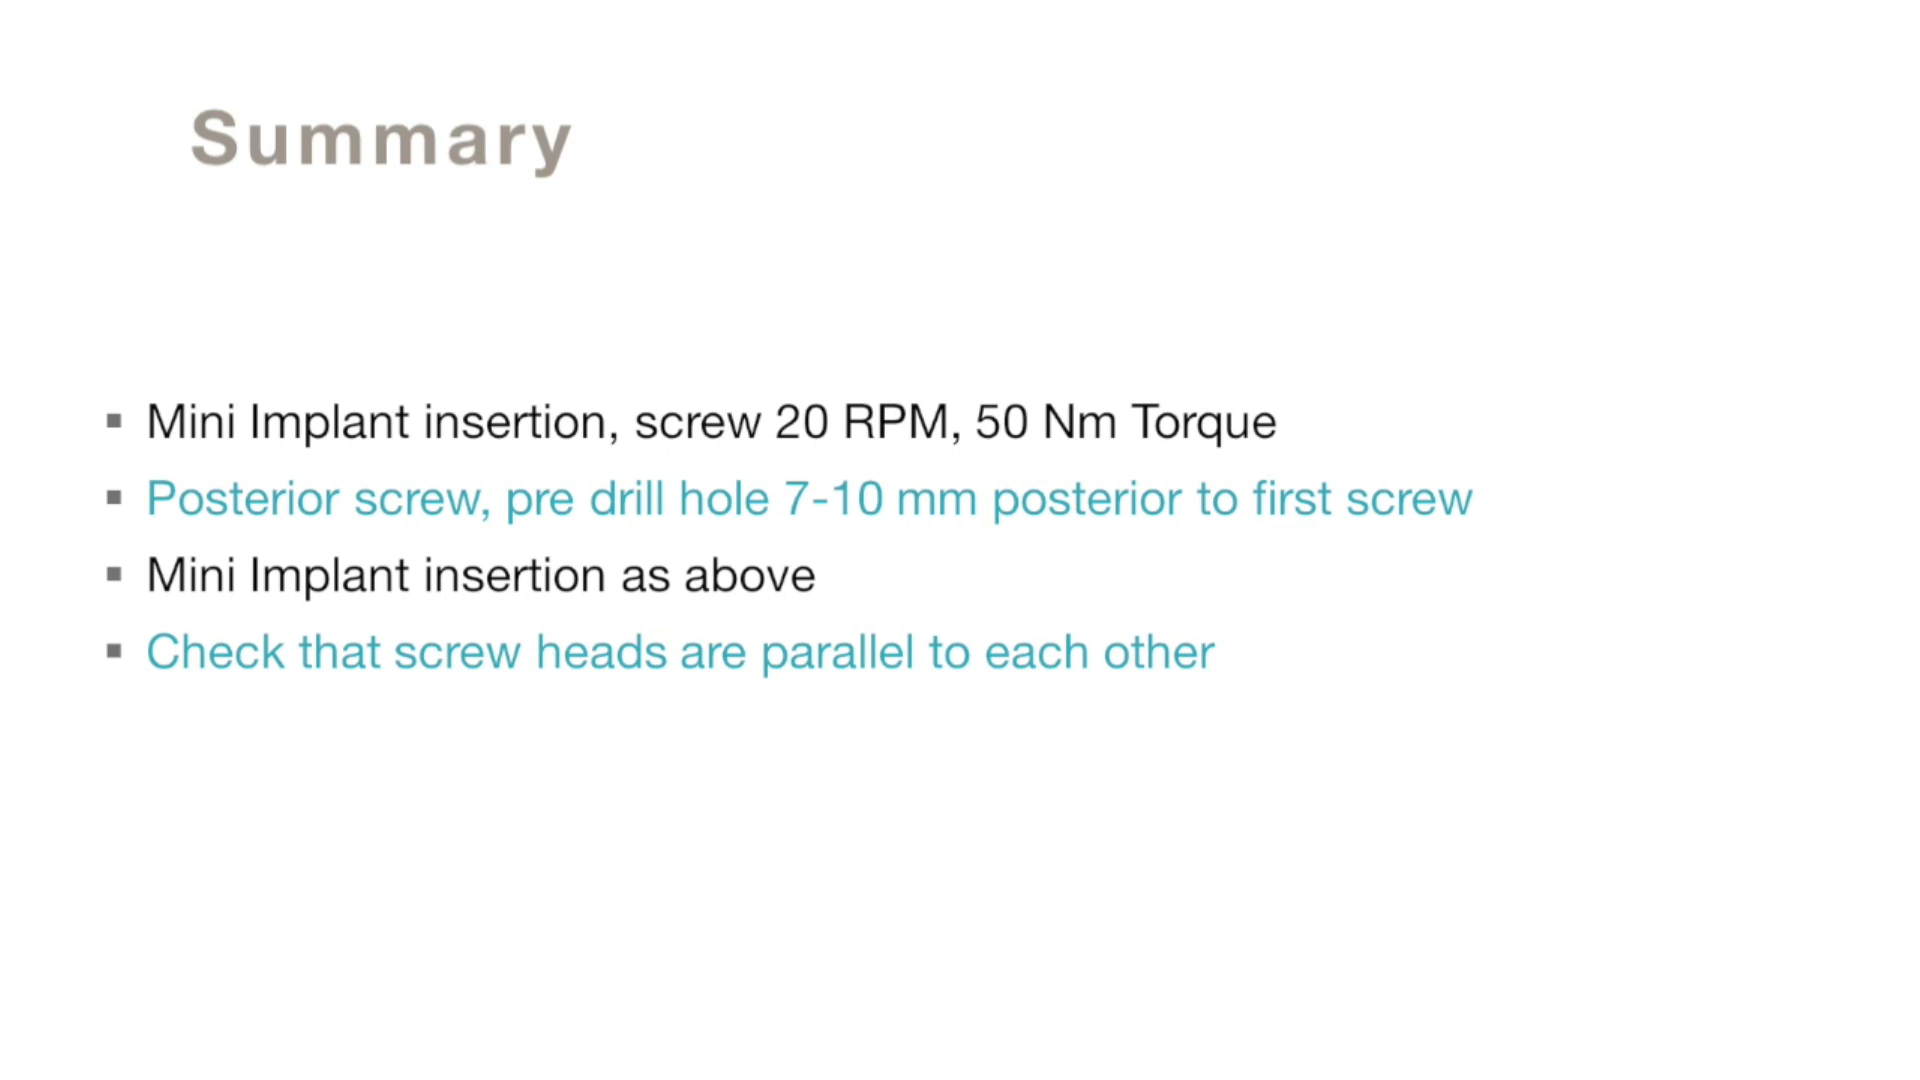 Summary
▪ Mini Implant insertion, screw 20 RPM, 50 Nm Torque
▪ Posterior screw, pre drill hole 7-10 mm posterior to first screw
▪ Mini Implant insertion as above
▪ Check that screw heads are parallel to each other